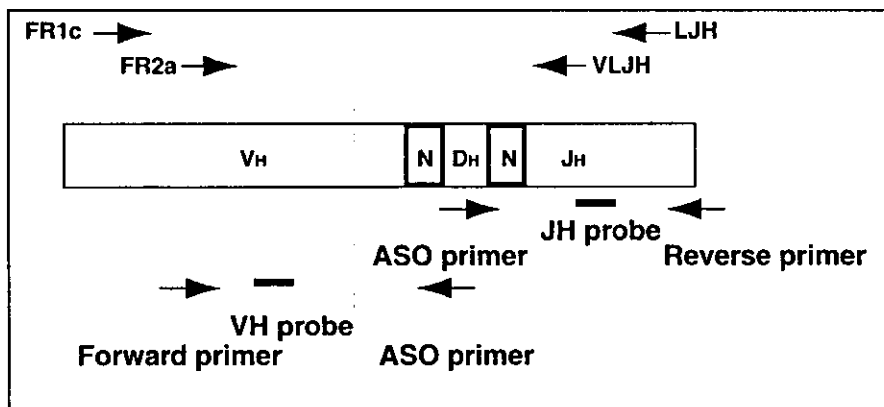 FR1c
LJH
FR2a
VLJH
VH N DH N JH
JH probe
ASO primer Reverse primer
VH probe
Forward primer ASO primer